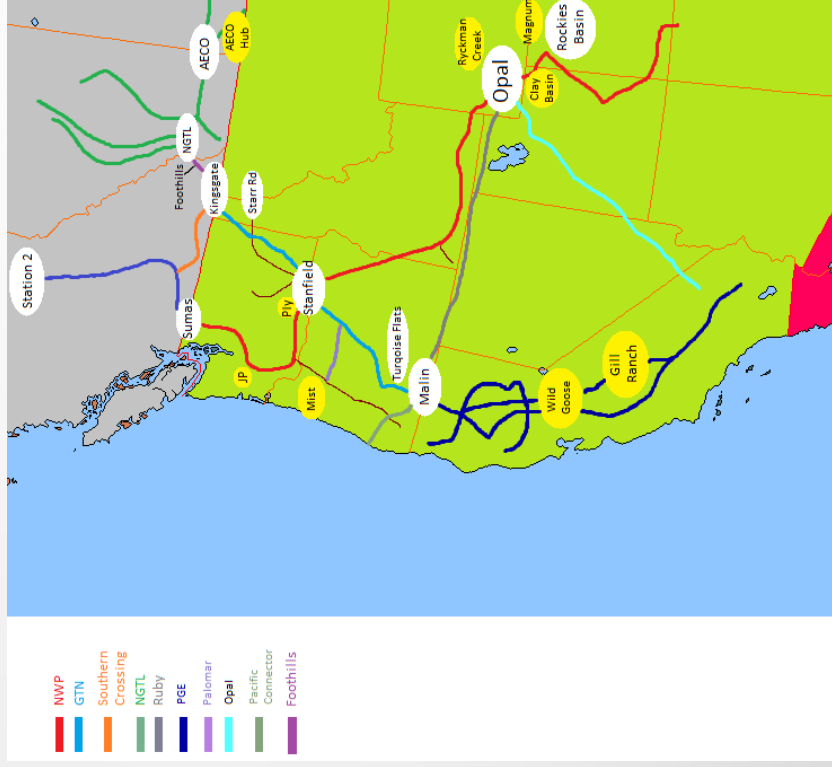 Station 2
AECO
AECO
Hub
NGTL
Foothills
Kingsgate
Starr Rd
Sumas
JP
Ply
Stanfield
Mist
Turqoise Flats
Malin
Ryckman
Creek
Magnum
Rockies
Basin
Opal
Clay
Basin
Wild
Goose
Gill
Ranch
NWP
GTN
Southern
Crossing
NGTL
Ruby
PGE
Palomar
Opal
Pacific
Connector
Foothills